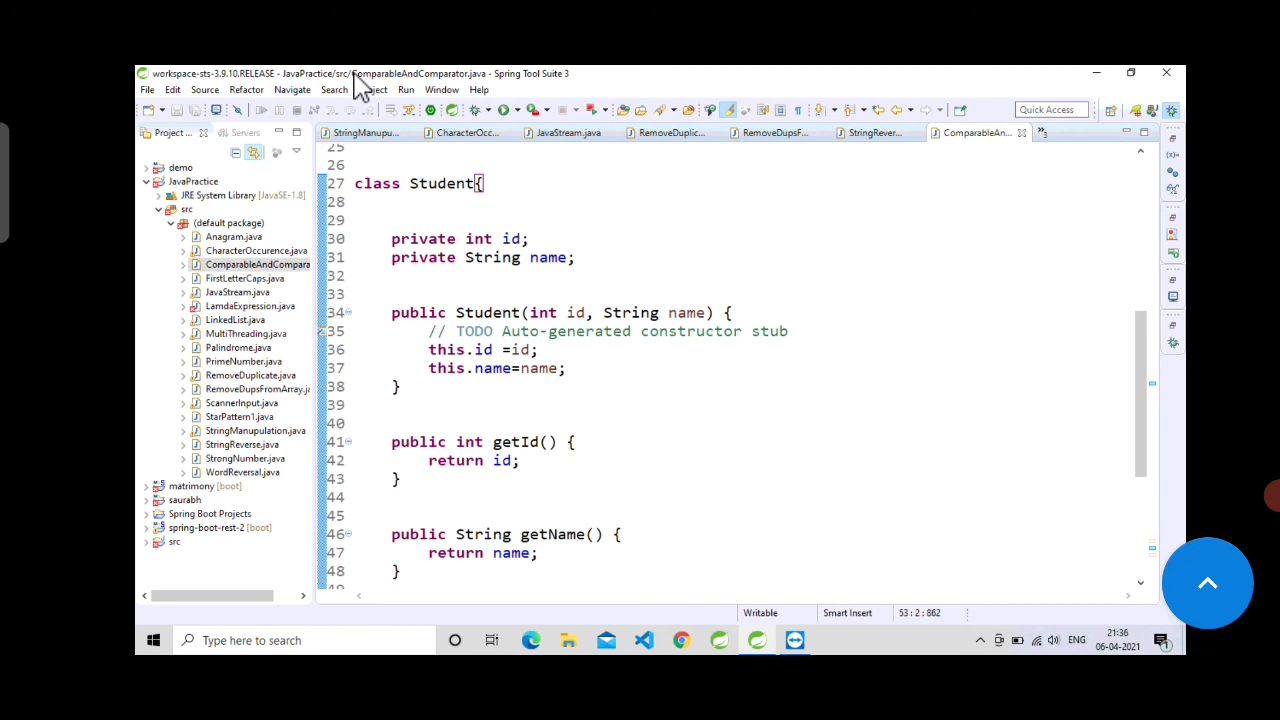 workspace-sts-3.9.10.RELEASE - JavaPractice/src/ComparableAndComparator.java - Spring Tool Suite 3
File Edit Source Refactor Navigate Search Project Run Window Help
Quick Access
Project ... Servers
StringManupu... CharacterOcc... JavaStream.java RemoveDuplic... RemoveDupsF... StringRever... ComparableAn... »3
demo
JavaPractice
JRE System Library [JavaSE-1.8]
src
(default package)
Anagram.java
CharacterOccurence.java
ComparableAndCompara
FirstLetterCaps.java
JavaStream.java
LamdaExpression.java
LinkedList.java
MultiThreading.java
Palindrome.java
PrimeNumber.java
RemoveDuplicate.java
RemoveDupsFromArray.ja
ScannerInput.java
StarPattern1.java
StringManupulation.java
StringReverse.java
StrongNumber.java
WordReversal.java
matrimony [boot]
saurabh
Spring Boot Projects
spring-boot-rest-2 [boot]
src
25
26
27 class Student{
28
29
30 private int id;
31 private String name;
32
33
34 public Student(int id, String name) {
35 // TODO Auto-generated constructor stub
36 this.id =id;
37 this.name=name;
38 }
39
40
41 public int getId() {
42 return id;
43 }
44
45
46 public String getName() {
47 return name;
48 }
49
Writable Smart Insert 53 : 2 : 862
Type here to search
ENG
21:36
06-04-2021
1